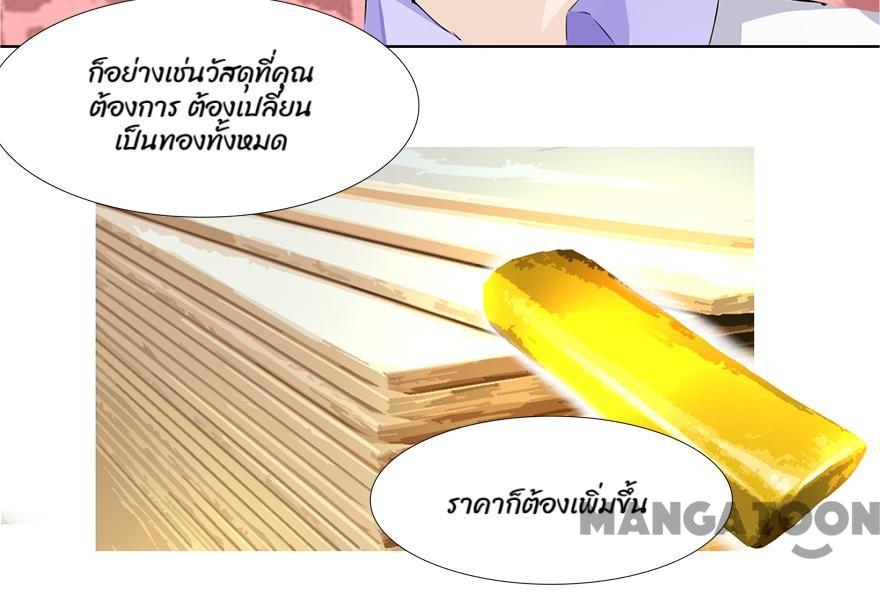 ก็อย่างเช่นวัสดุที่คุณ
ต้องการ ต้องเปลี่ยน
เป็นทองทั้งหมด
ราคาก็ต้องเพิ่มขึ้น
MANGATOON